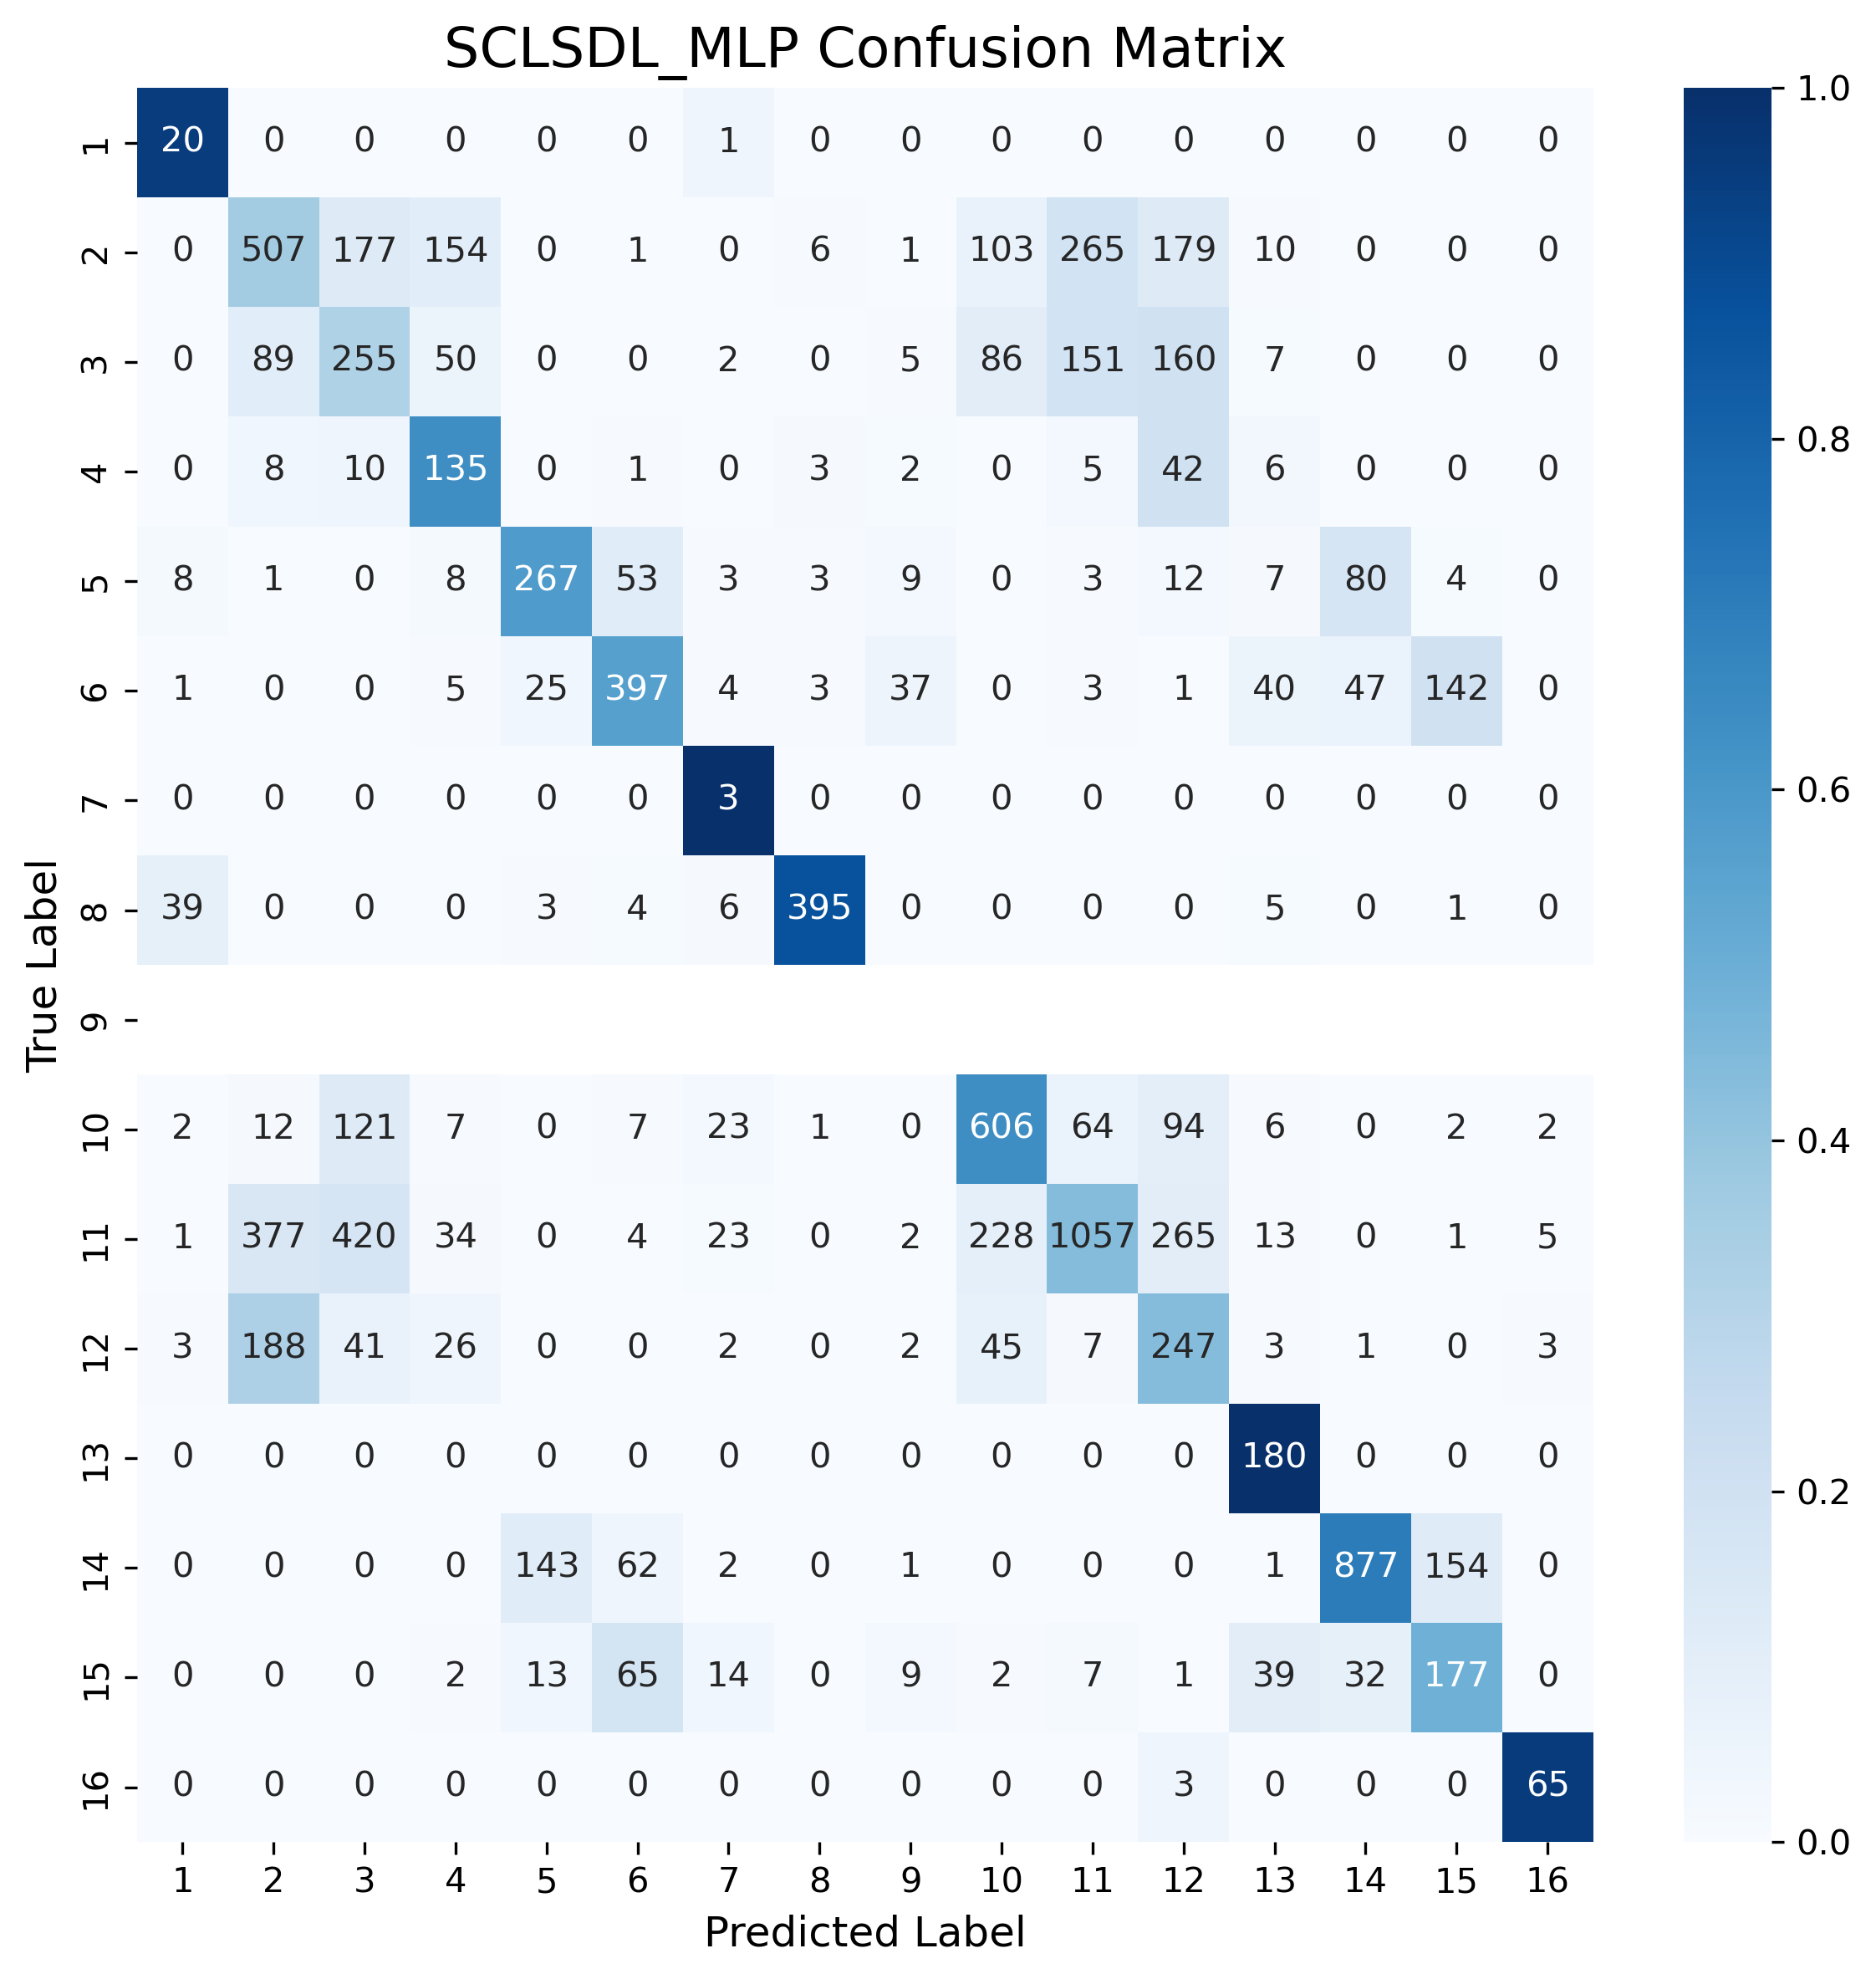 SCLSDL_MLP Confusion Matrix
1 20 0 0 0 0 0 1 0 0 0 0 0 0 0 0 0
2 0 507 177 154 0 1 0 6 1 103 265 179 10 0 0 0
3 0 89 255 50 0 0 2 0 5 86 151 160 7 0 0 0
4 0 8 10 135 0 1 0 3 2 0 5 42 6 0 0 0
5 8 1 0 8 267 53 3 3 9 0 3 12 7 80 4 0
6 1 0 0 5 25 397 4 3 37 0 3 1 40 47 142 0
7 0 0 0 0 0 0 3 0 0 0 0 0 0 0 0 0
8 39 0 0 0 3 4 6 395 0 0 0 0 5 0 1 0
9
10 2 12 121 7 0 7 23 1 0 606 64 94 6 0 2 2
11 1 377 420 34 0 4 23 0 2 228 1057 265 13 0 1 5
12 3 188 41 26 0 0 2 0 2 45 7 247 3 1 0 3
13 0 0 0 0 0 0 0 0 0 0 0 0 180 0 0 0
14 0 0 0 0 143 62 2 0 1 0 0 0 1 877 154 0
15 0 0 0 2 13 65 14 0 9 2 7 1 39 32 177 0
16 0 0 0 0 0 0 0 0 0 0 0 3 0 0 0 65
1 2 3 4 5 6 7 8 9 10 11 12 13 14 15 16
Predicted Label
True Label
1.0
0.8
0.6
0.4
0.2
0.0